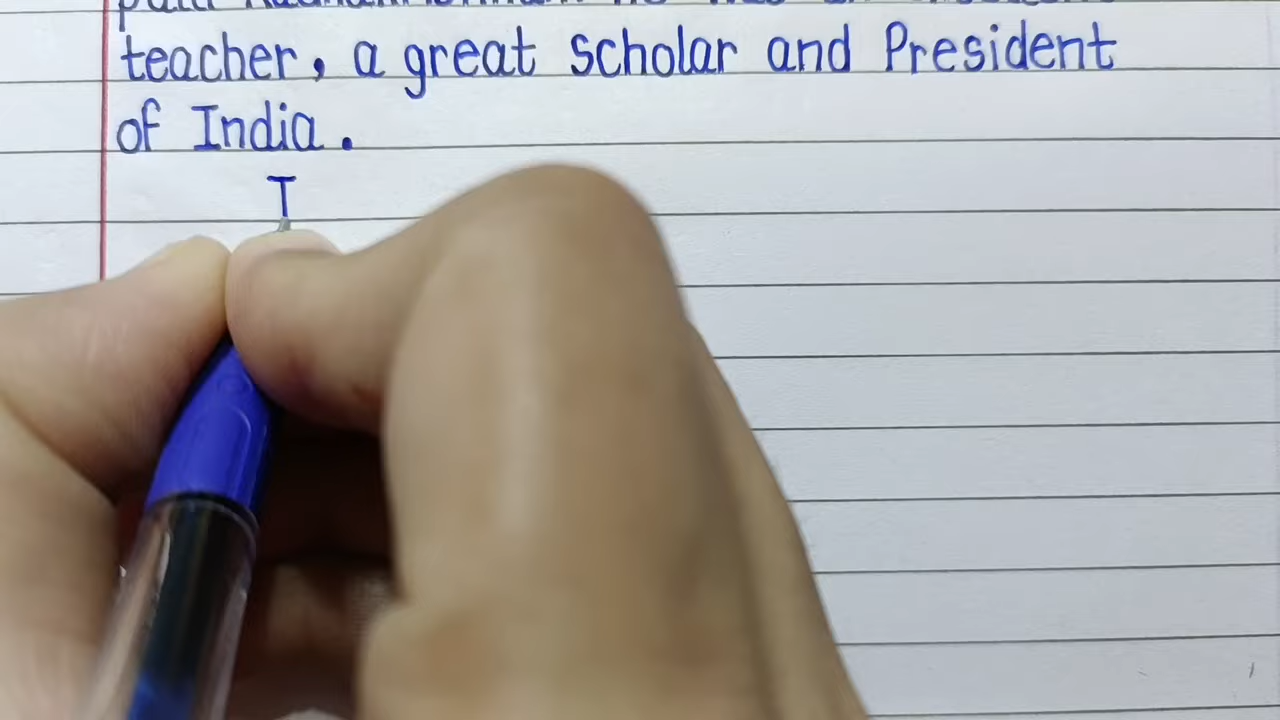 teacher, a great scholar and President
of India.
T